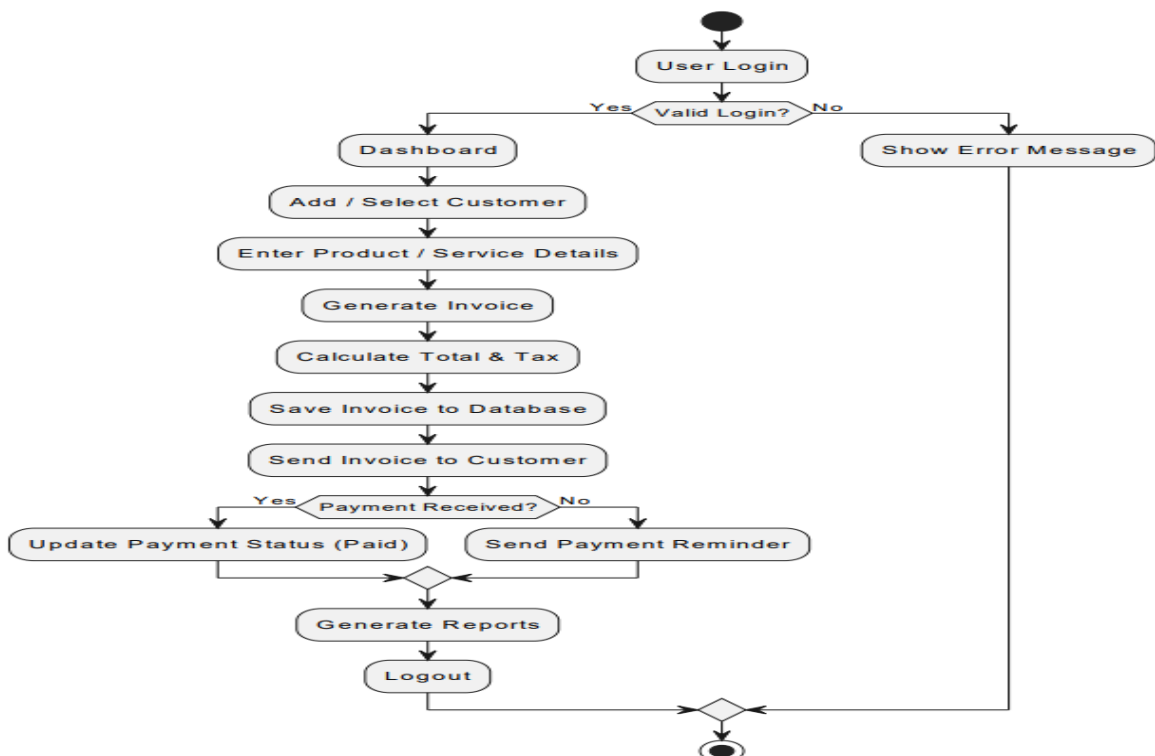 User Login
Yes
Valid Login?
No
Dashboard
Show Error Message
Add / Select Customer
Enter Product / Service Details
Generate Invoice
Calculate Total & Tax
Save Invoice to Database
Send Invoice to Customer
Yes
Payment Received?
No
Update Payment Status (Paid)
Send Payment Reminder
Generate Reports
Logout